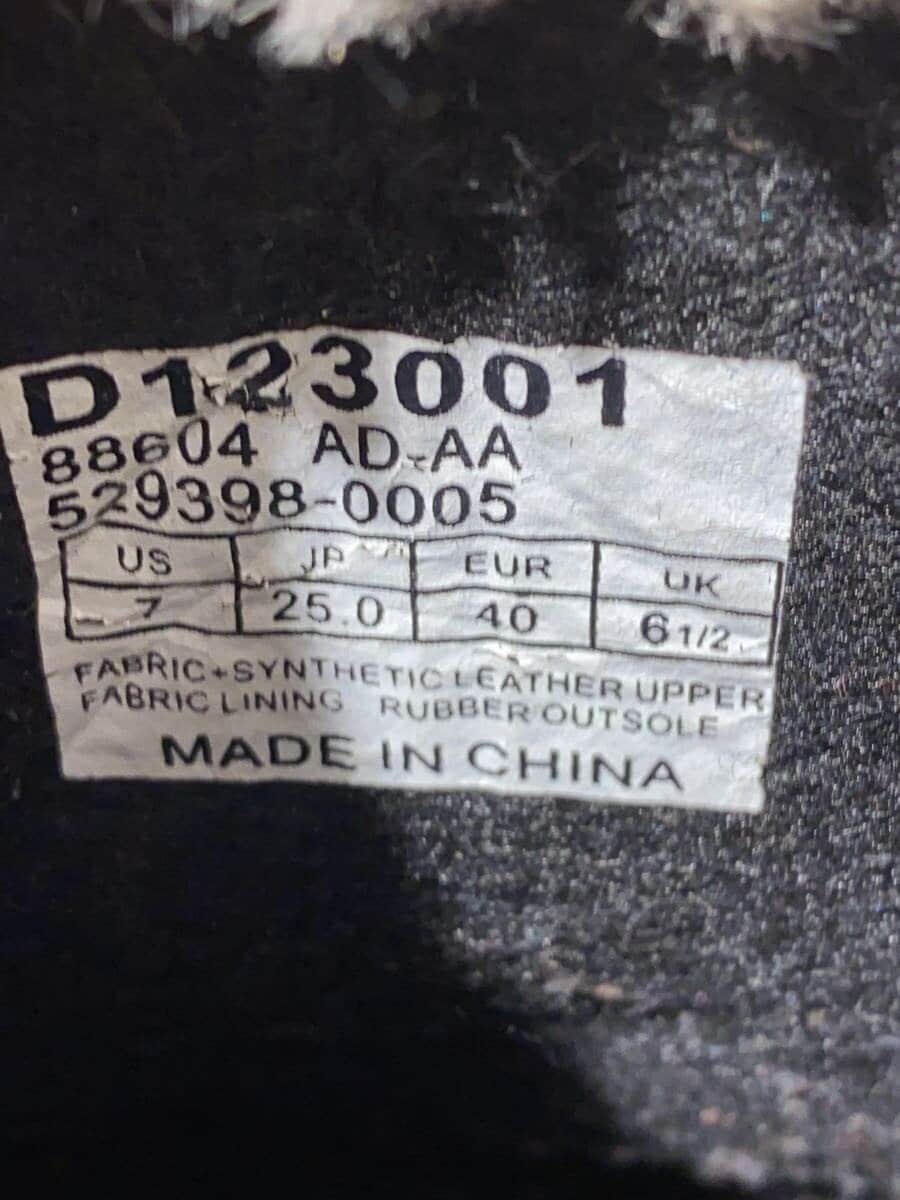 D123001
88604 AD-AA
529398-0005
US JP EUR UK
7 25.0 40 6 1/2
FABRIC+SYNTHETIC LEATHER UPPER
FABRIC LINING RUBBER OUTSOLE
MADE IN CHINA